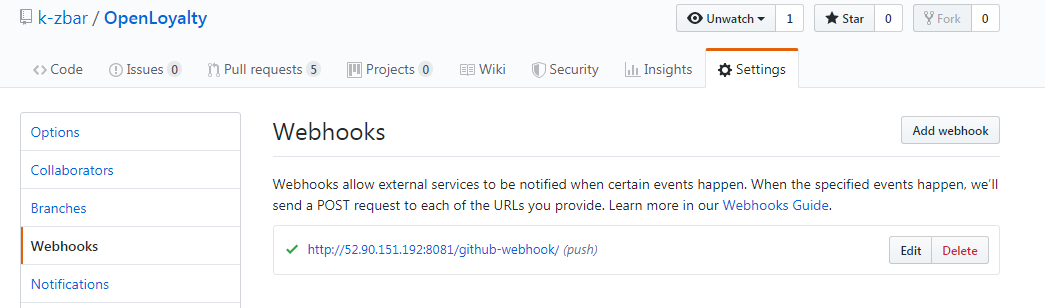 k-zbar / OpenLoyalty
Unwatch 1 Star 0 Fork 0
Code Issues 0 Pull requests 5 Projects 0 Wiki Security Insights Settings
Options
Collaborators
Branches
Webhooks
Notifications
Webhooks
Add webhook
Webhooks allow external services to be notified when certain events happen. When the specified events happen, we'll
send a POST request to each of the URLs you provide. Learn more in our Webhooks Guide.
http://52.90.151.192:8081/github-webhook/ (push)
Edit Delete